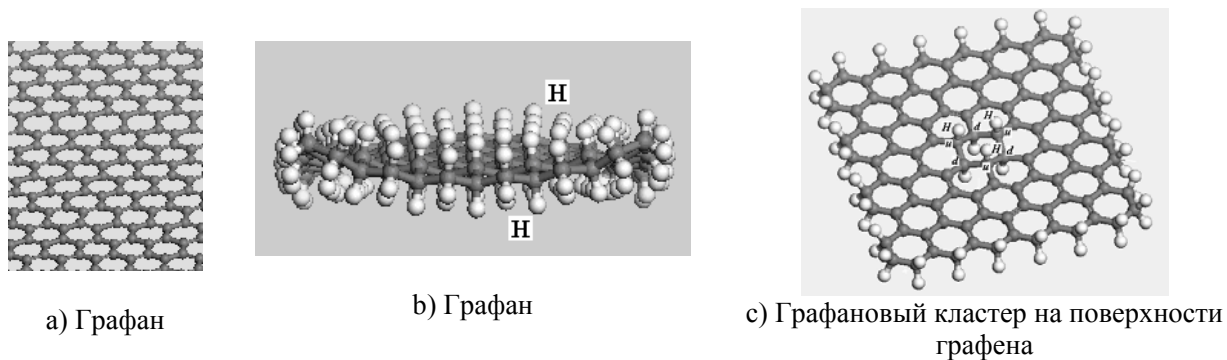 H
H
H
d
H
u
u
H
d
d
u
a) Графан
b) Графан
c) Графановый кластер на поверхности
графена